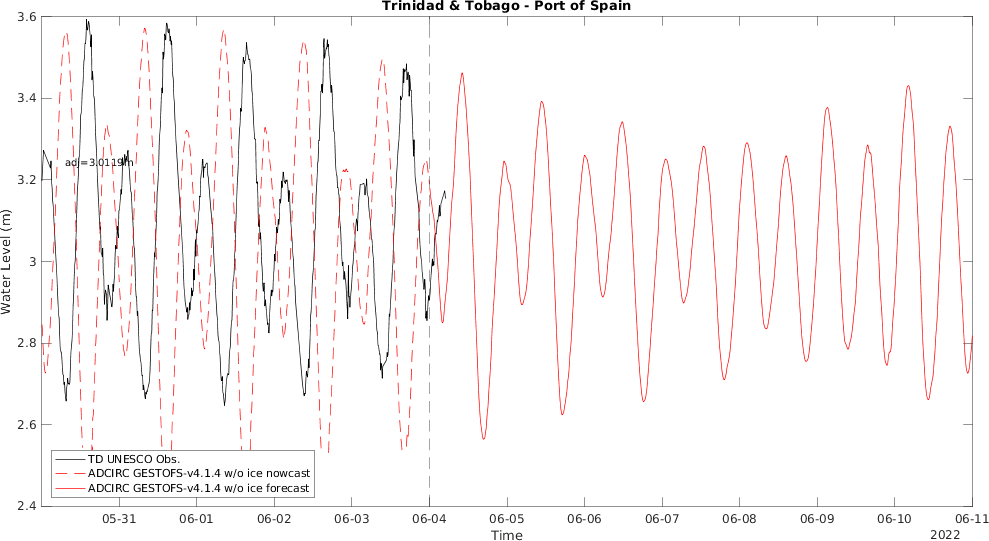 Trinidad & Tobago - Port of Spain
3.6
3.4
3.2
3
2.8
2.6
2.4
Water Level (m)
adj=3.0119m
TD UNESCO Obs.
ADCIRC GESTOFS-v4.1.4 w/o ice nowcast
ADCIRC GESTOFS-v4.1.4 w/o ice forecast
05-31 06-01 06-02 06-03 06-04 06-05 06-06 06-07 06-08 06-09 06-10 06-11
Time
2022